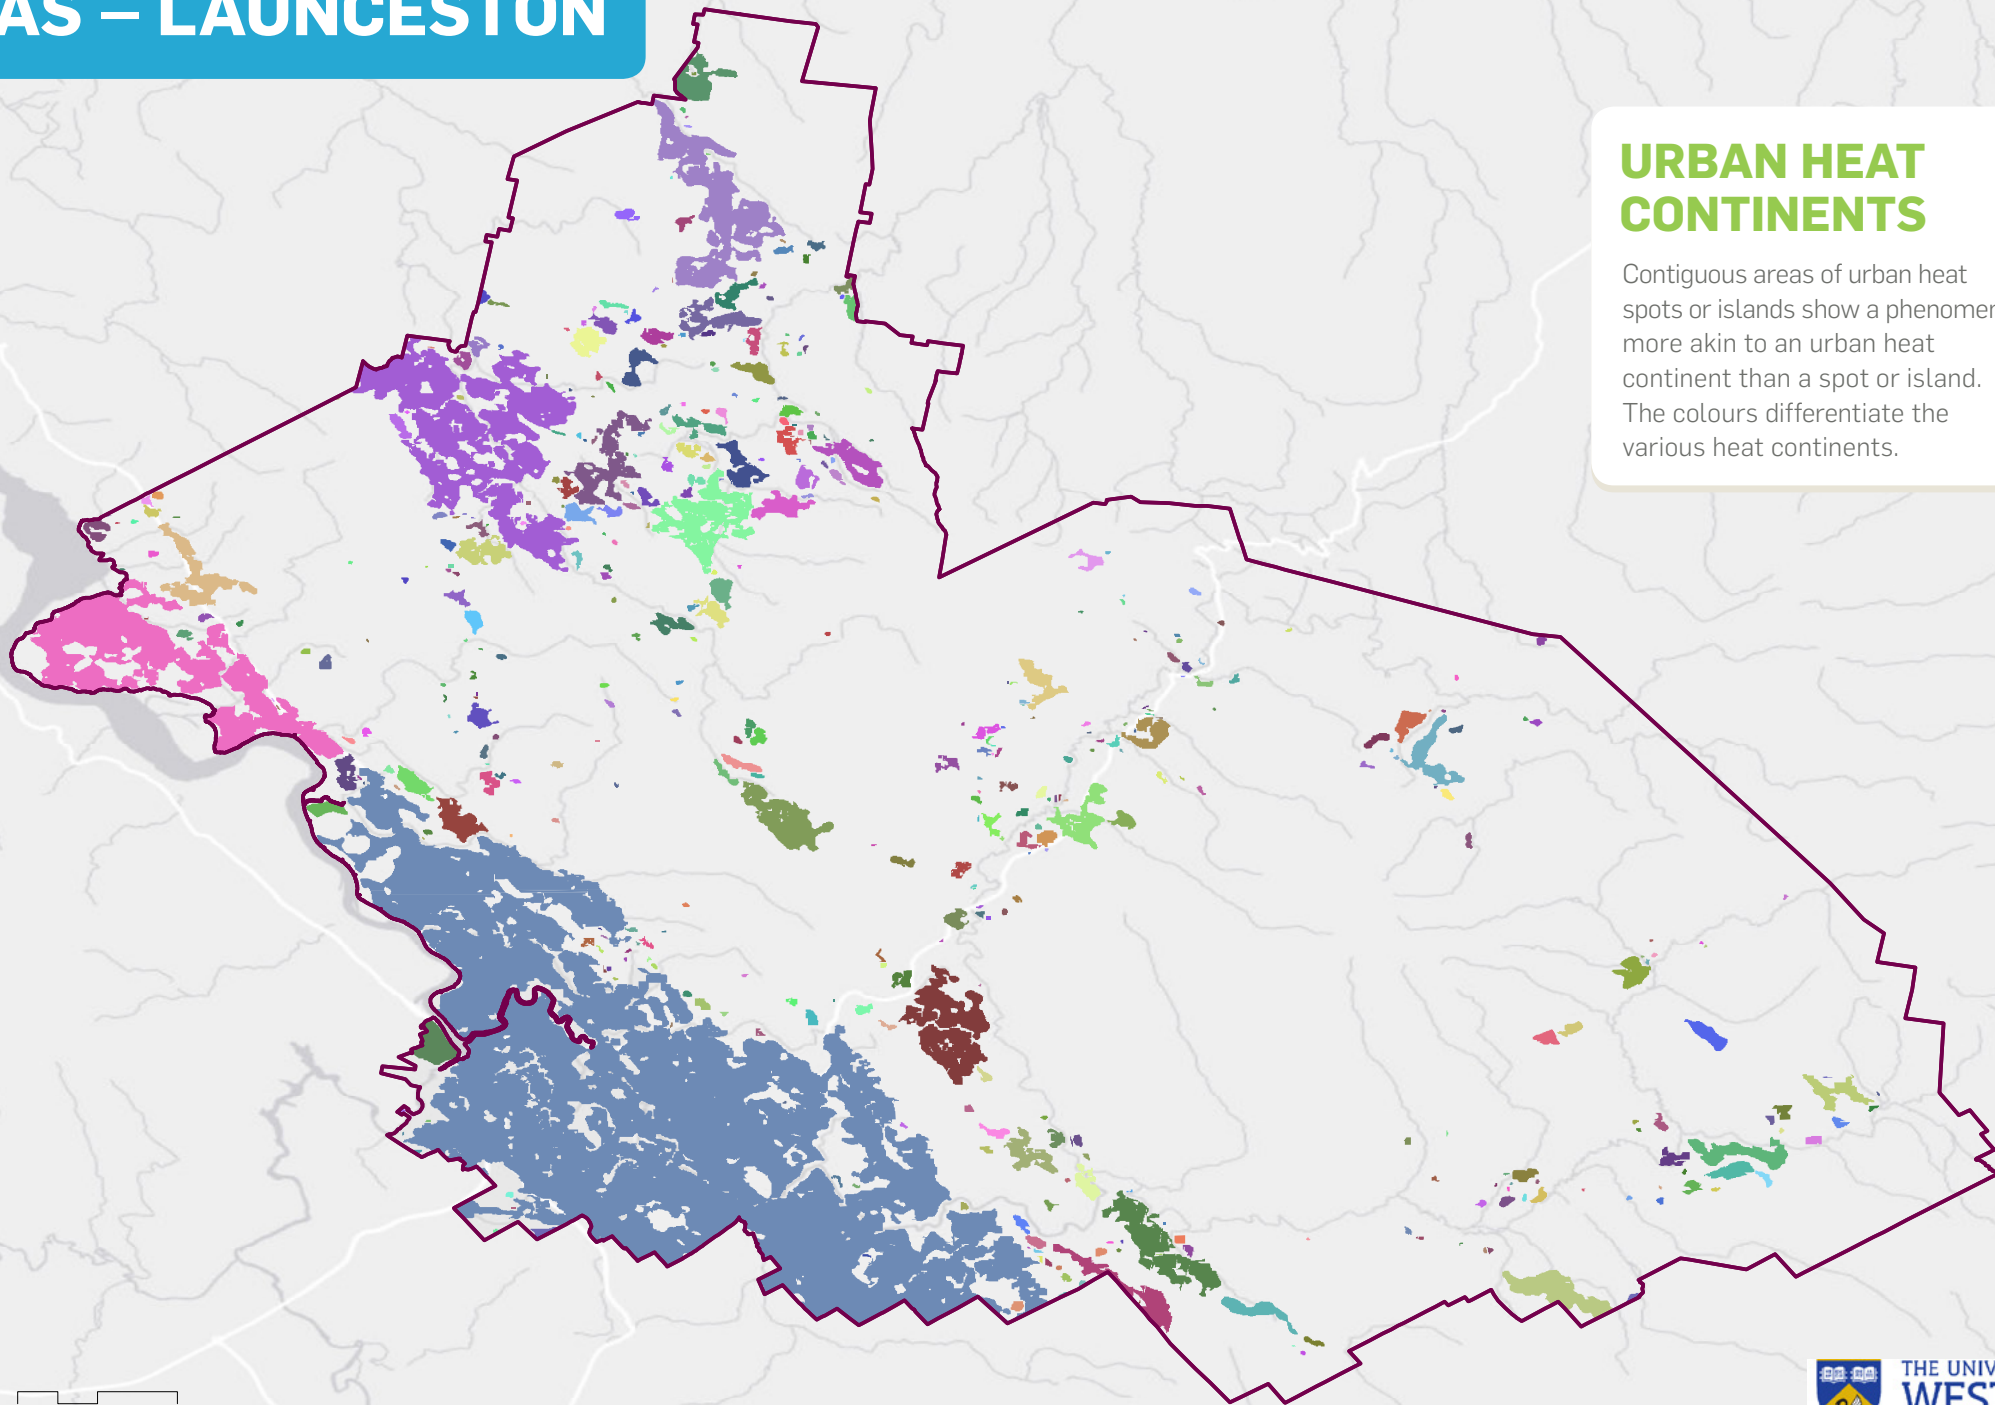 AS – LAUNCESTON
URBAN HEAT
CONTINENTS
Contiguous areas of urban heat
spots or islands show a phenomen
more akin to an urban heat
continent than a spot or island.
The colours differentiate the
various heat continents.
THE UNIV
WEST